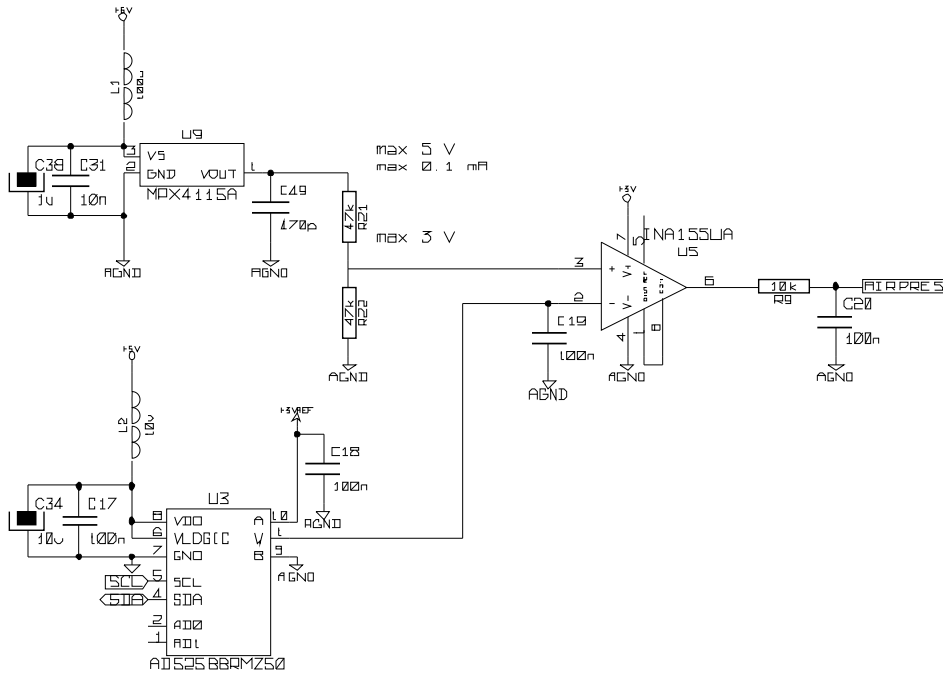 +5V
L1
100u
U9
3
2
VS
GND
VOUT
1
MPX4115A
C38
1u
C31
10n
AGND
C49
470p
AGND
max 5 V
max 0.1 mA
47k
R21
max 3 V
47k
R22
AGND
+3V
7
5
INA155UA
U5
3
2
+
-
V+
V-
6
4
1
8
AGND
C19
100n
AGND
10k
R9
AIRPRES
C20
100n
AGND
+5V
L2
10u
C34
10u
C17
100n
+3VREF
C18
100n
AGND
U3
8
6
7
5
4
2
1
VDD
VLOGIC
GND
SCL
SDA
AD0
AD1
A
W
B
10
1
9
AGND
SCL
SDA
AD5258BRMZ50